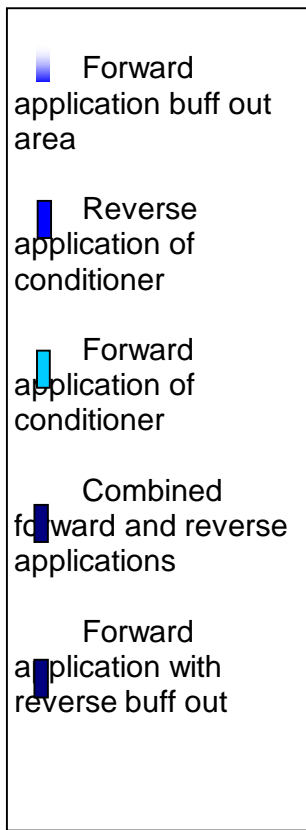 Forward
application buff out
area
Reverse
application of
conditioner
Forward
application of
conditioner
Combined
forward and reverse
applications
Forward
application with
reverse buff out